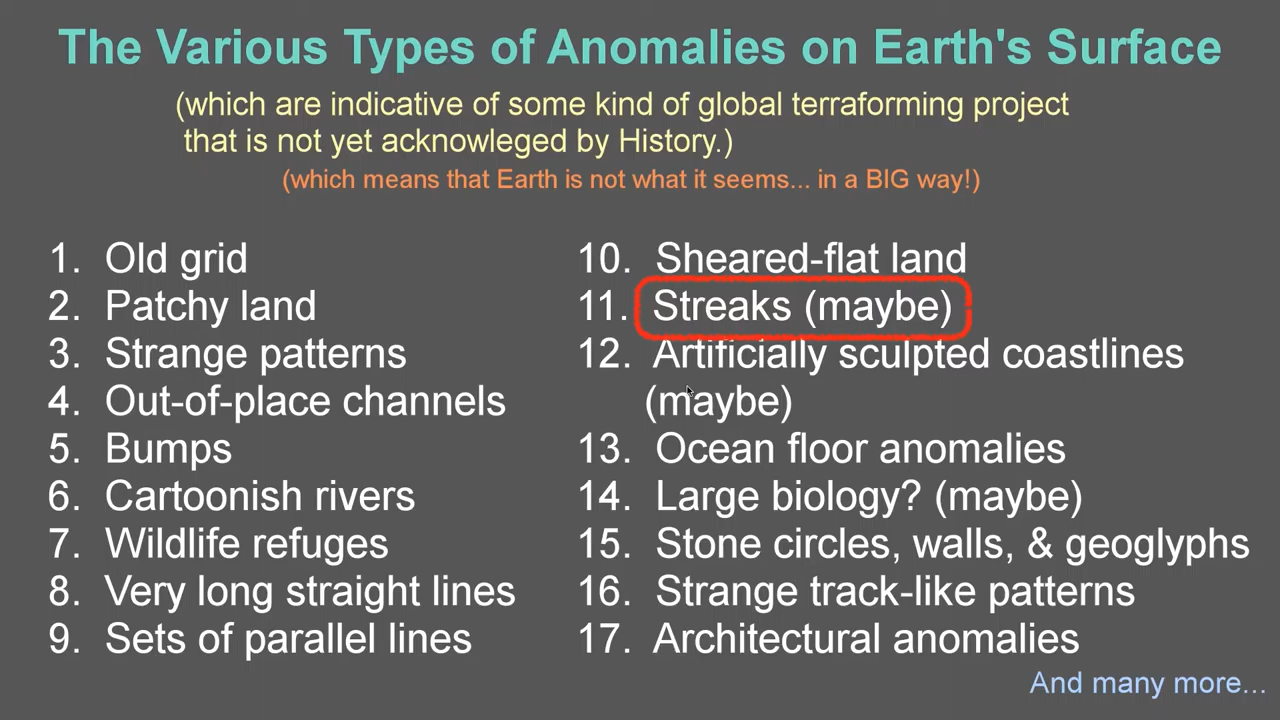 The Various Types of Anomalies on Earth's Surface
(which are indicative of some kind of global terraforming project
that is not yet acknowleged by History.)
(which means that Earth is not what it seems... in a BIG way!)
1. Old grid
2. Patchy land
3. Strange patterns
4. Out-of-place channels
5. Bumps
6. Cartoonish rivers
7. Wildlife refuges
8. Very long straight lines
9. Sets of parallel lines
10. Sheared-flat land
11. Streaks (maybe)
12. Artificially sculpted coastlines
(maybe)
13. Ocean floor anomalies
14. Large biology? (maybe)
15. Stone circles, walls, & geoglyphs
16. Strange track-like patterns
17. Architectural anomalies
And many more...